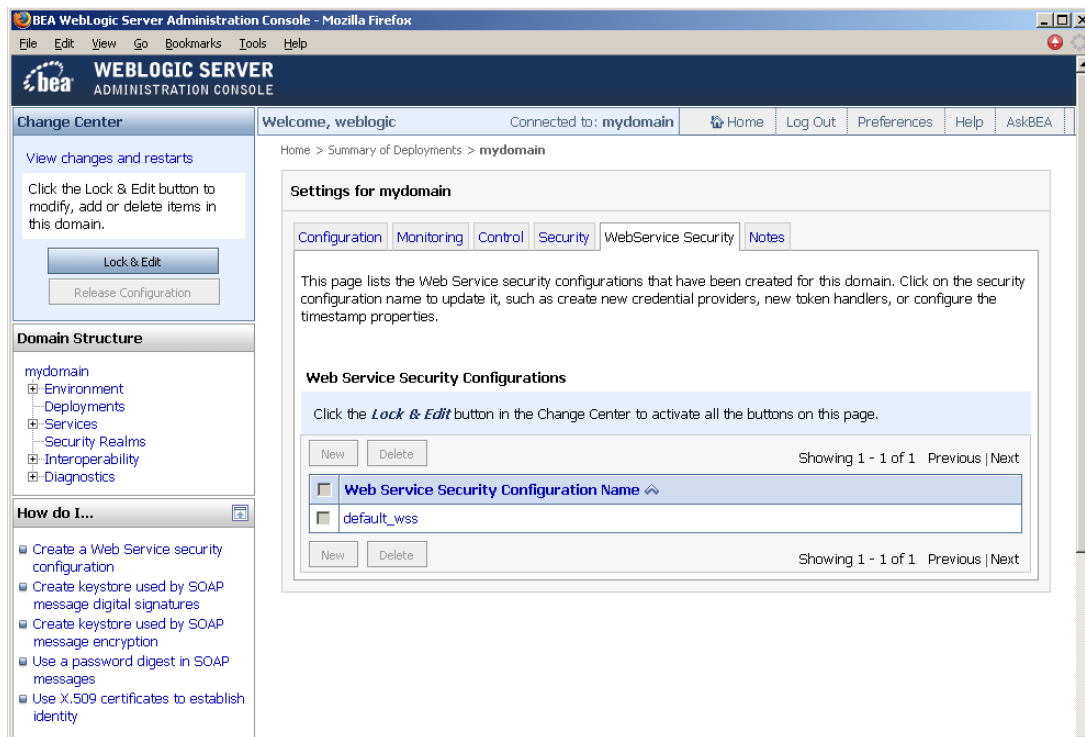 BEA WebLogic Server Administration Console - Mozilla Firefox
File Edit View Go Bookmarks Tools Help
bea
WEBLOGIC SERVER
ADMINISTRATION CONSOLE
Change Center
View changes and restarts
Click the Lock & Edit button to
modify, add or delete items in
this domain.
Lock & Edit
Release Configuration
Domain Structure
mydomain
Environment
Deployments
Services
Security Realms
Interoperability
Diagnostics
How do I...
Create a Web Service security
configuration
Create keystore used by SOAP
message digital signatures
Create keystore used by SOAP
message encryption
Use a password digest in SOAP
messages
Use X.509 certificates to establish
identity
Welcome, weblogic
Connected to: mydomain
Home
Log Out
Preferences
Help
AskBEA
Home > Summary of Deployments > mydomain
Settings for mydomain
Configuration Monitoring Control Security WebService Security Notes
This page lists the Web Service security configurations that have been created for this domain. Click on the security
configuration name to update it, such as create new credential providers, new token handlers, or configure the
timestamp properties.
Web Service Security Configurations
Click the Lock & Edit button in the Change Center to activate all the buttons on this page.
New Delete
Showing 1 - 1 of 1 Previous | Next
Web Service Security Configuration Name
default_wss
New Delete
Showing 1 - 1 of 1 Previous | Next